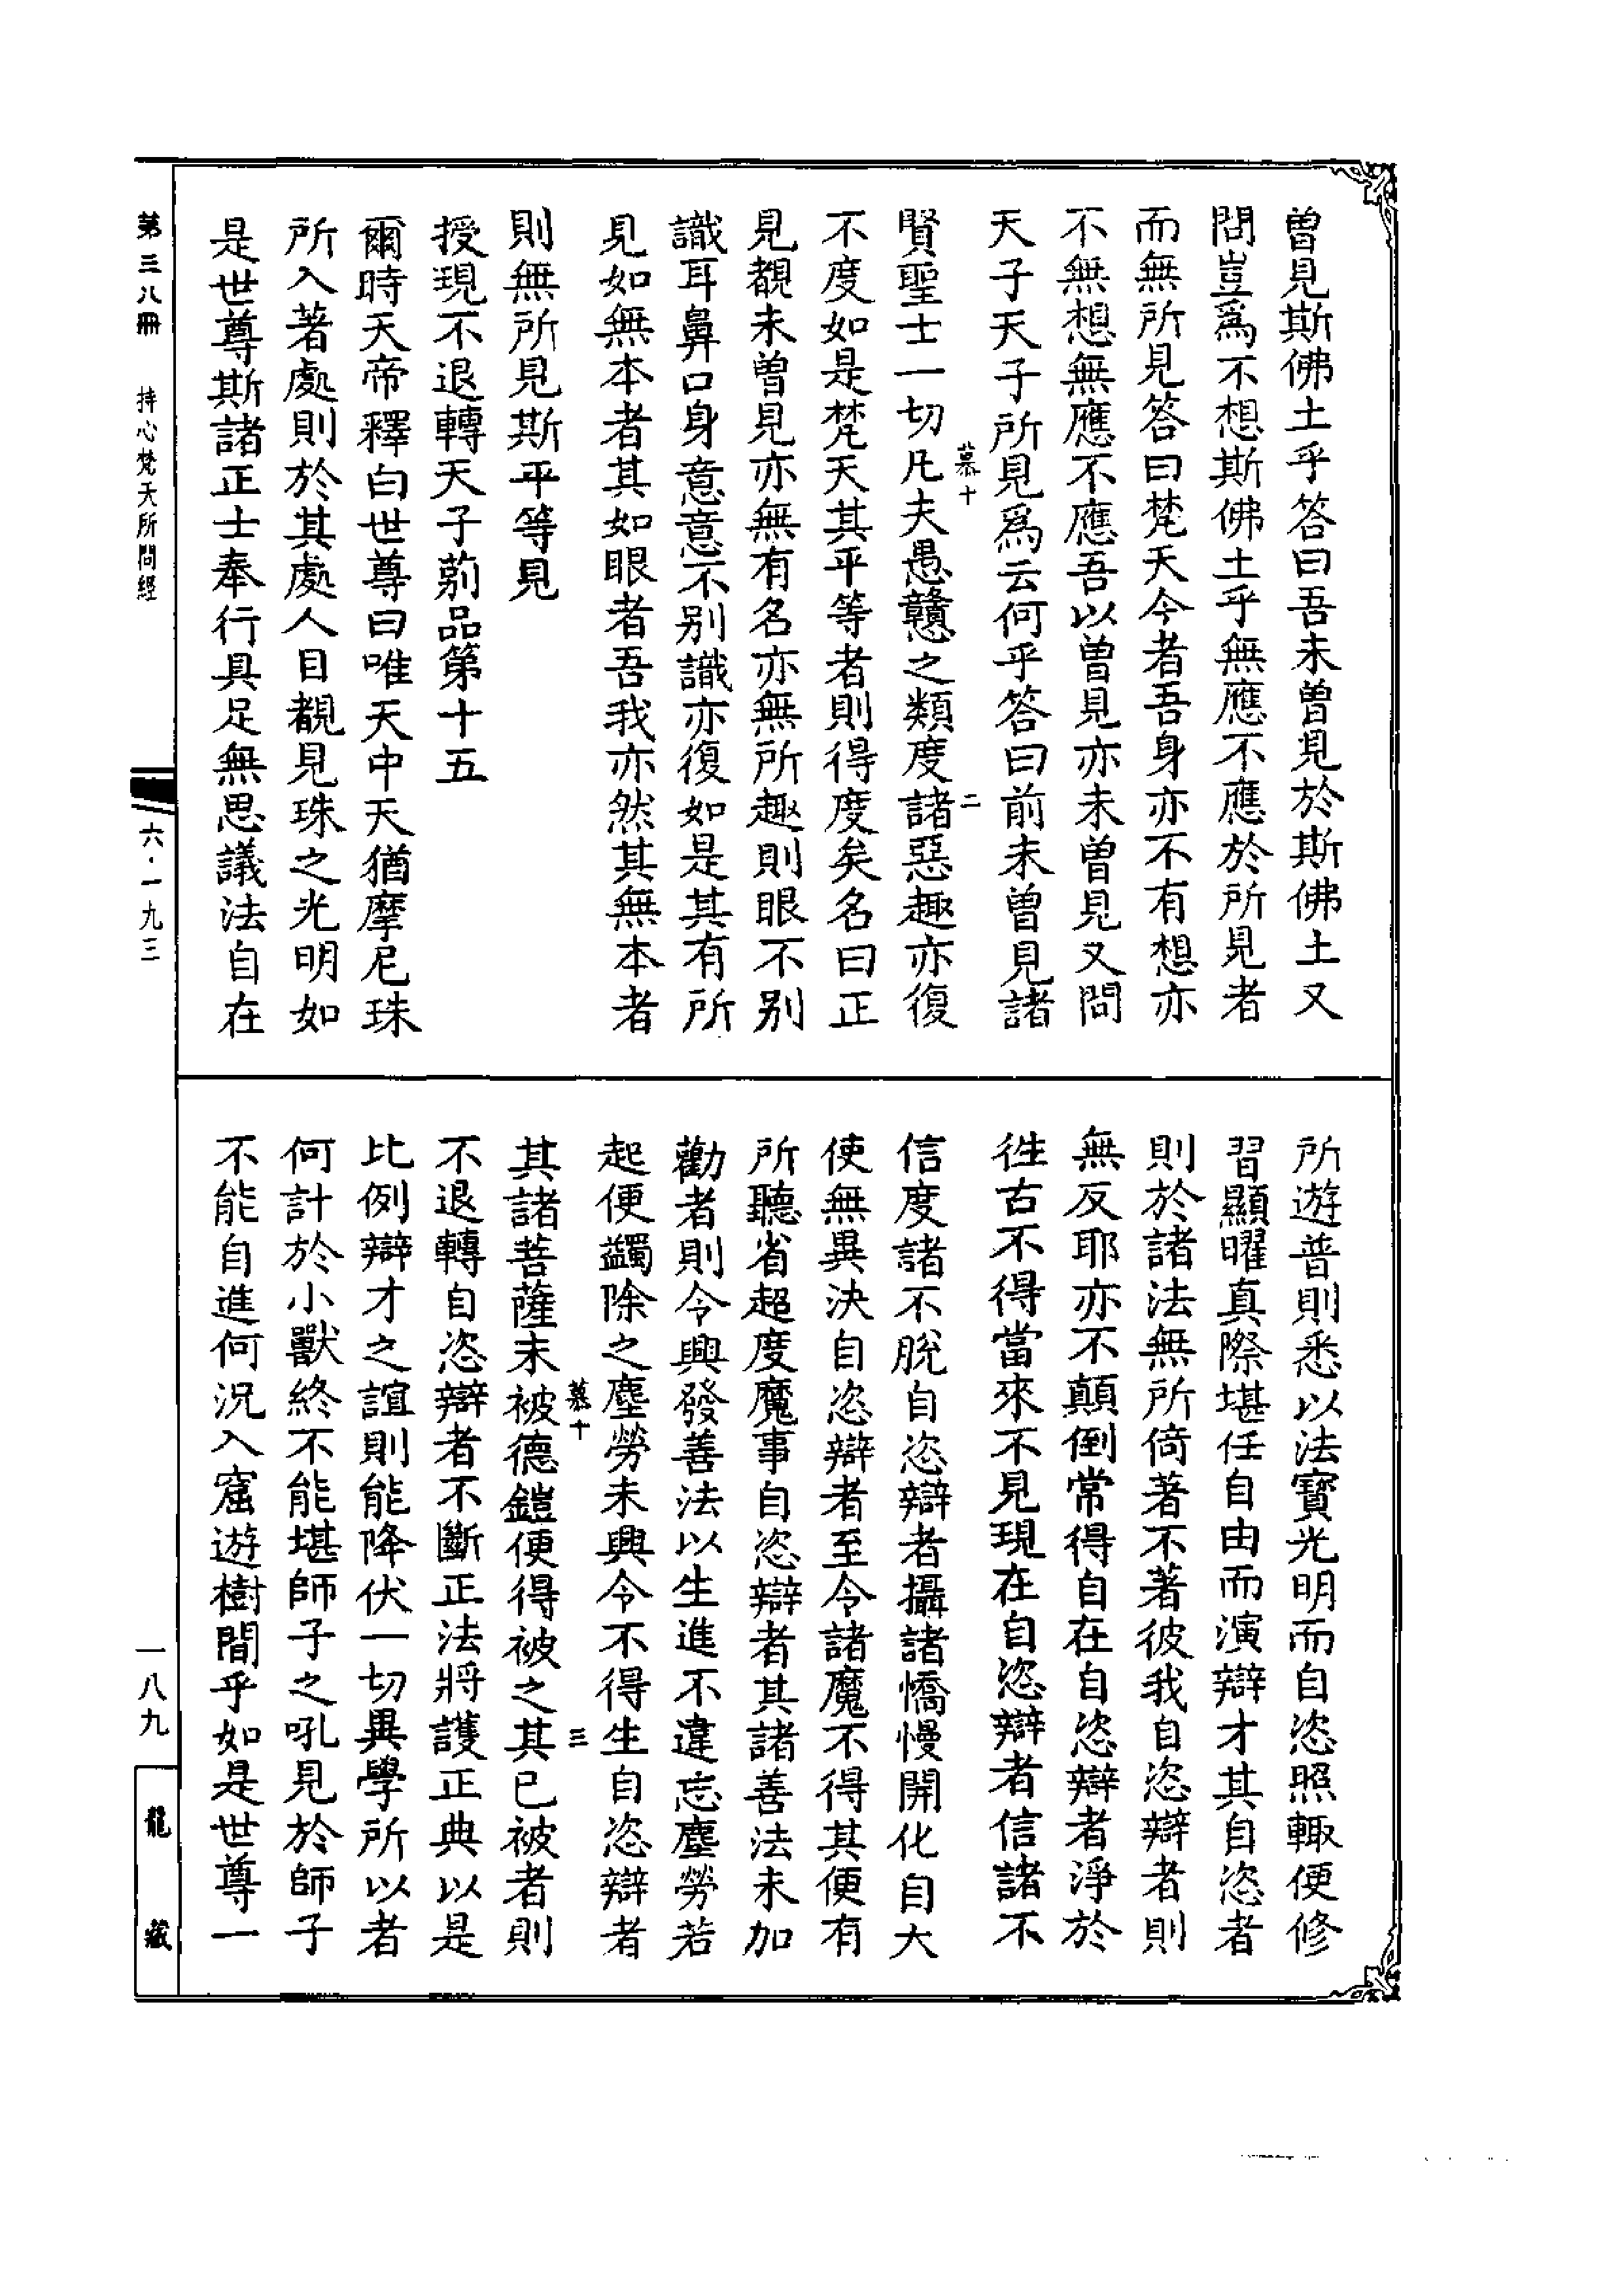 曾見斯佛土乎答曰吾未曾見於斯佛土又
問豈爲不想斯佛土乎無應不應於所見者
而無所見答曰梵天今者吾身亦不有想亦
不無想無應不應吾以曾見亦未曾見又問
天子天子所見爲云何乎答曰前未曾見諸
慕十
二
賢聖士一切凡夫愚戇之類度諸惡趣亦復
不度如是梵天其平等者則得度矣名曰正
見覩未曾見亦無有名亦無所趣則眼不別
識耳鼻口身意意不別識亦復如是其有所
見如無本者其如眼者吾我亦然其無本者
則無所見斯平等見
授現不退轉天子莂品第十五
爾時天帝釋白世尊曰唯天中天猶摩尼珠
所入著處則於其處人目覩見珠之光明如
是世尊斯諸正士奉行具足無思議法自在
所遊普則悉以法寶光明而自恣照輙便修
習顯曜真際堪任自由而演辯才其自恣者
則於諸法無所倚著不著彼我自恣辯者則
無反耶亦不顛倒常得自在自恣辯者淨於
徃古不得當來不見現在自恣辯者信諸不
信度諸不脫自恣辯者攝諸憍慢開化自大
使無異決自恣辯者至令諸魔不得其便有
所聽省超度魔事自恣辯者其諸善法未加
勸者則令興發善法以生進不違忘塵勞若
起便蠲除之塵勞未興令不得生自恣辯者
慕十
三
其諸菩薩未被德鎧便得被之其已被者則
不退轉自恣辯者不斷正法將護正典以是
比例辯才之誼則能降伏一切異學所以者
何計於小獸終不能堪師子之吼見於師子
不能自進何況入窟遊樹間乎如是世尊一
第三八冊
持心梵天所問經
六·一九三
一八九
龍藏